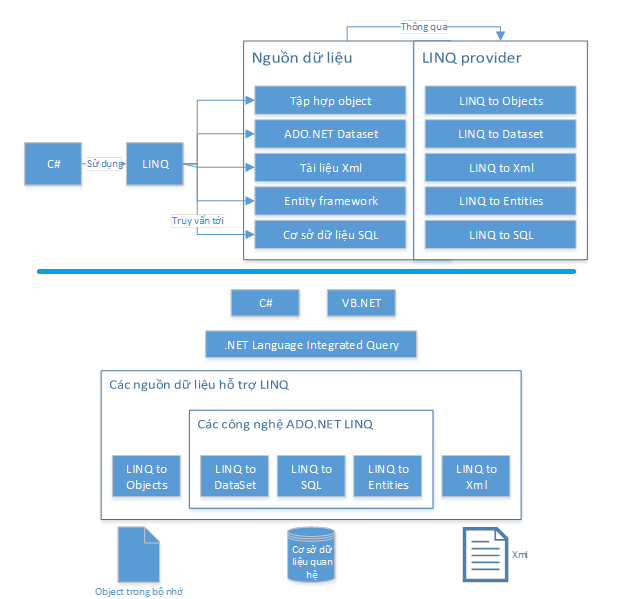 Thông qua
Nguồn dữ liệu
LINQ provider
Tập hợp object
LINQ to Objects
ADO.NET Dataset
LINQ to Dataset
C#
Sử dụng
LINQ
Tài liệu Xml
LINQ to Xml
Entity framework
LINQ to Entities
Truy vấn tới
Cơ sở dữ liệu SQL
LINQ to SQL
C#
VB.NET
.NET Language Integrated Query
Các nguồn dữ liệu hỗ trợ LINQ
Các công nghệ ADO.NET LINQ
LINQ to
Objects
LINQ to
DataSet
LINQ to
SQL
LINQ to
Entities
LINQ to
Xml
Object trong bộ nhớ
Cơ sở dữ
liệu quan
hệ
Xml